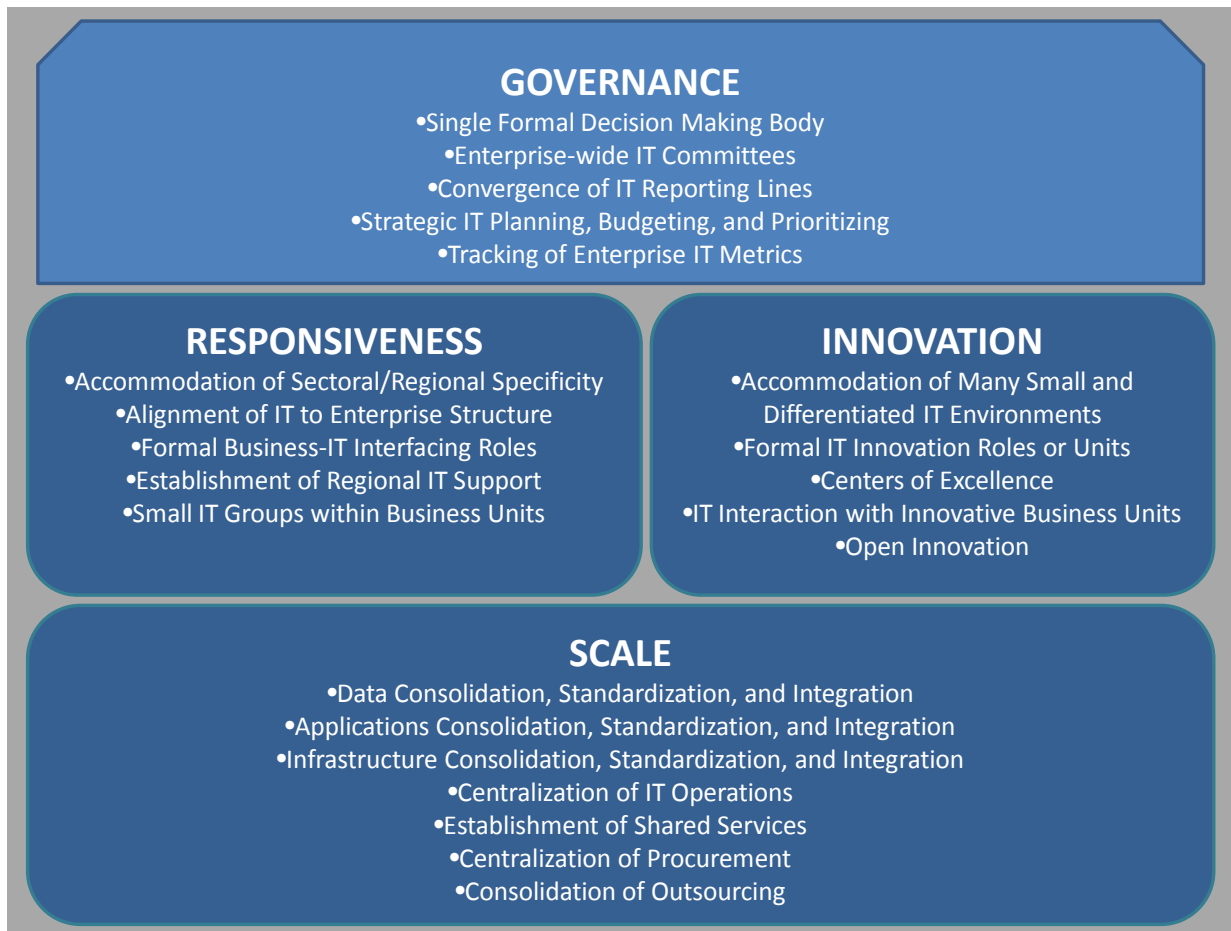 GOVERNANCE
•Single Formal Decision Making Body
•Enterprise-wide IT Committees
•Convergence of IT Reporting Lines
•Strategic IT Planning, Budgeting, and Prioritizing
•Tracking of Enterprise IT Metrics
RESPONSIVENESS
•Accommodation of Sectoral/Regional Specificity
•Alignment of IT to Enterprise Structure
•Formal Business-IT Interfacing Roles
•Establishment of Regional IT Support
•Small IT Groups within Business Units
INNOVATION
•Accommodation of Many Small and
Differentiated IT Environments
•Formal IT Innovation Roles or Units
•Centers of Excellence
•IT Interaction with Innovative Business Units
•Open Innovation
SCALE
•Data Consolidation, Standardization, and Integration
•Applications Consolidation, Standardization, and Integration
•Infrastructure Consolidation, Standardization, and Integration
•Centralization of IT Operations
•Establishment of Shared Services
•Centralization of Procurement
•Consolidation of Outsourcing